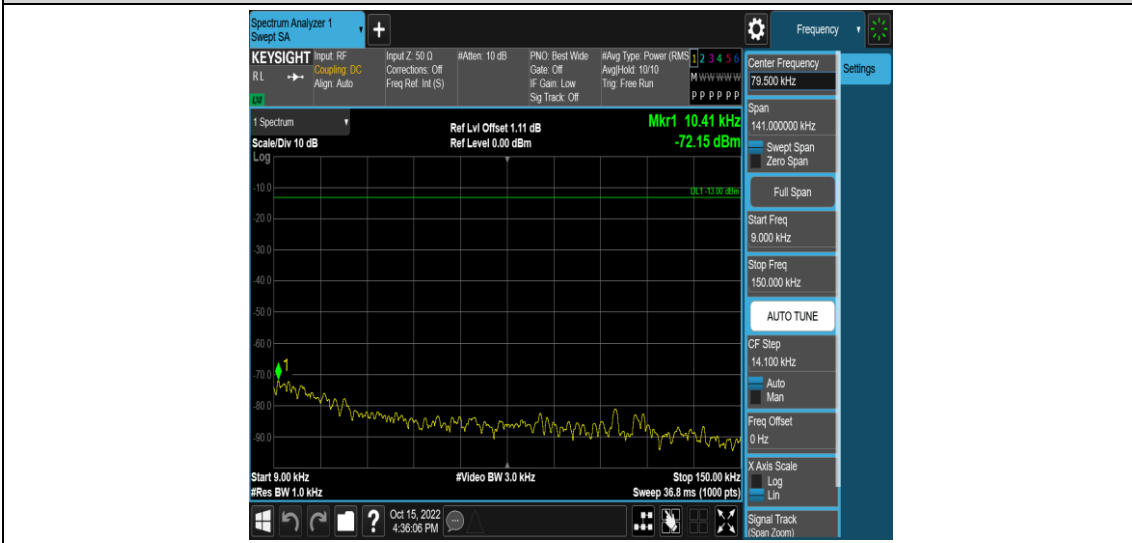 Spectrum Analyzer 1
Swept SA
+
Frequency
KEYSIGHT
RL
LNI
Input: RF
Coupling: DC
Align: Auto
Input Z: 50 Ω
Corrections: Off
Freq Ref: Int (S)
#Atten: 10 dB
PNO: Best Wide
Gate: Off
IF Gain: Low
Sig Track: Off
#Avg Type: Power (RMS
Avg|Hold: 10/10
Trig: Free Run
1 2 3 4 5 6
M W W W W W
P P P P P P
Center Frequency
79.500 kHz
Settings
Span
141.000000 kHz
Swept Span
Zero Span
Full Span
Start Freq
9.000 kHz
Stop Freq
150.000 kHz
AUTO TUNE
CF Step
14.100 kHz
Auto
Man
Freq Offset
0 Hz
X Axis Scale
Log
Lin
Signal Track
(Span Zoom)
1 Spectrum
Scale/Div 10 dB
Log
Ref Lvl Offset 1.11 dB
Ref Level 0.00 dBm
Mkr1 10.41 kHz
-72.15 dBm
DL1 -13.00 dBm
-10.0
-20.0
-30.0
-40.0
-50.0
-60.0
-70.0
-80.0
-90.0
1
Start 9.00 kHz
#Res BW 1.0 kHz
#Video BW 3.0 kHz
Stop 150.00 kHz
Sweep 36.8 ms (1000 pts)
?
Oct 15, 2022
4:36:06 PM